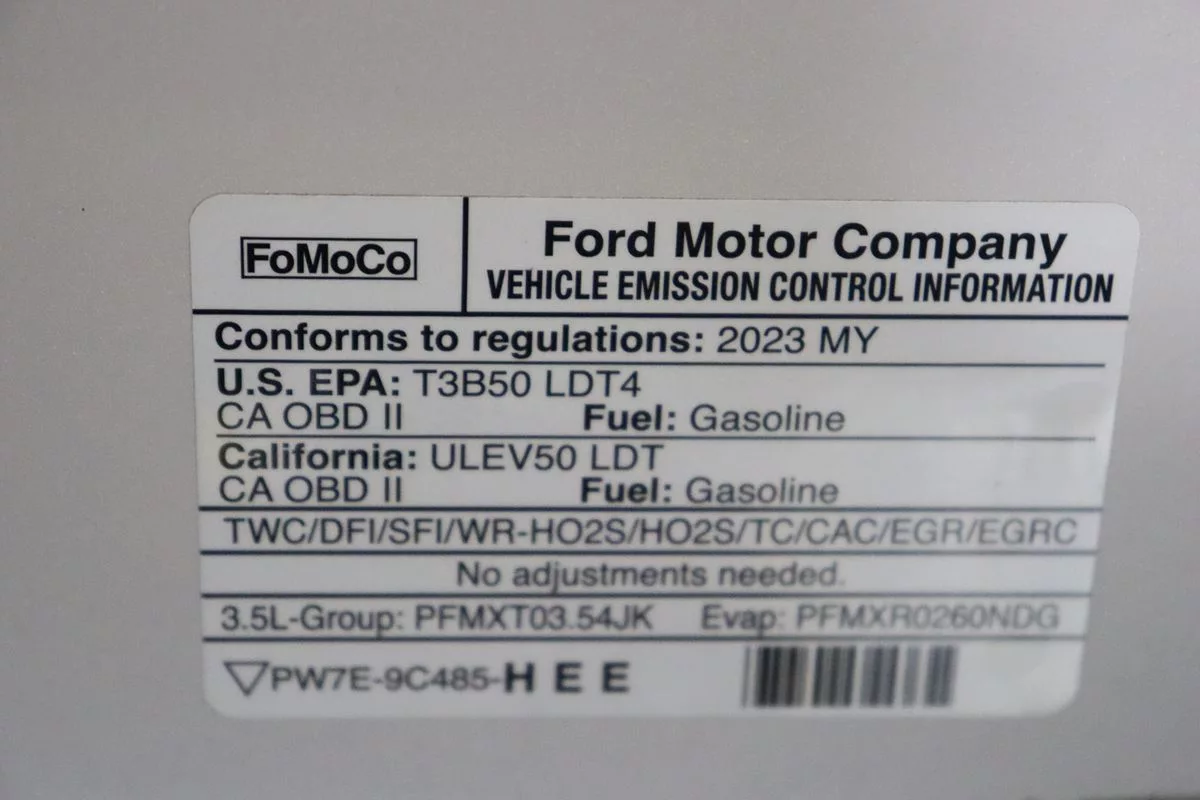 FoMoCo
Ford Motor Company
VEHICLE EMISSION CONTROL INFORMATION
Conforms to regulations: 2023 MY
U.S. EPA: T3B50 LDT4
CA OBD II Fuel: Gasoline
California: ULEV50 LDT
CA OBD II Fuel: Gasoline
TWC/DFI/SFI/WR-HO2S/HO2S/TC/CAC/EGR/EGRC
No adjustments needed.
3.5L-Group: PFMXT03.54JK Evap: PFMXR0260NDG
PW7E-9C485-H E E